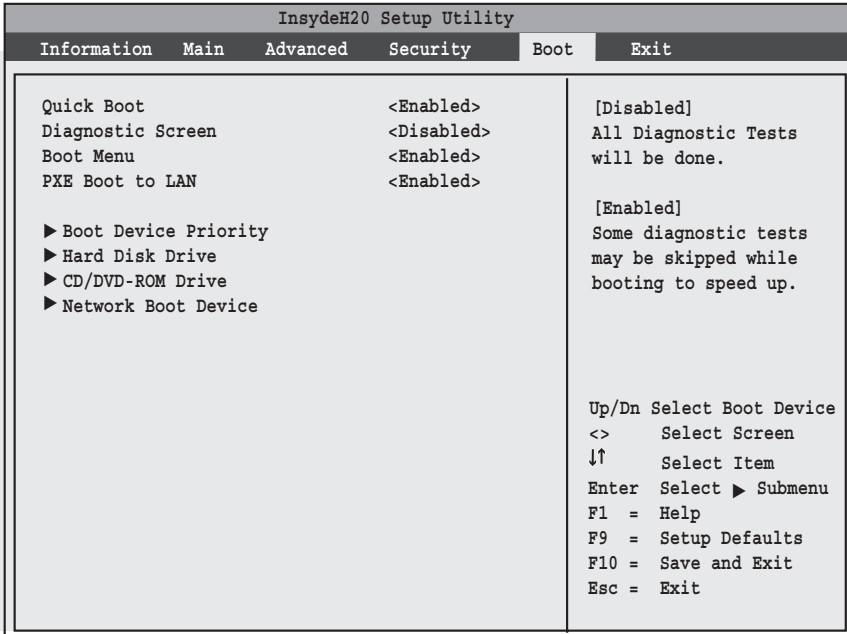 InsydeH20 Setup Utility
Information Main Advanced Security Boot Exit
Quick Boot <Enabled>
Diagnostic Screen <Disabled>
Boot Menu <Enabled>
PXE Boot to LAN <Enabled>
▶ Boot Device Priority
▶ Hard Disk Drive
▶ CD/DVD-ROM Drive
▶ Network Boot Device
[Disabled]
All Diagnostic Tests
will be done.
[Enabled]
Some diagnostic tests
may be skipped while
booting to speed up.
Up/Dn Select Boot Device
<> Select Screen
↓↑ Select Item
Enter Select ▶ Submenu
F1 = Help
F9 = Setup Defaults
F10 = Save and Exit
Esc = Exit